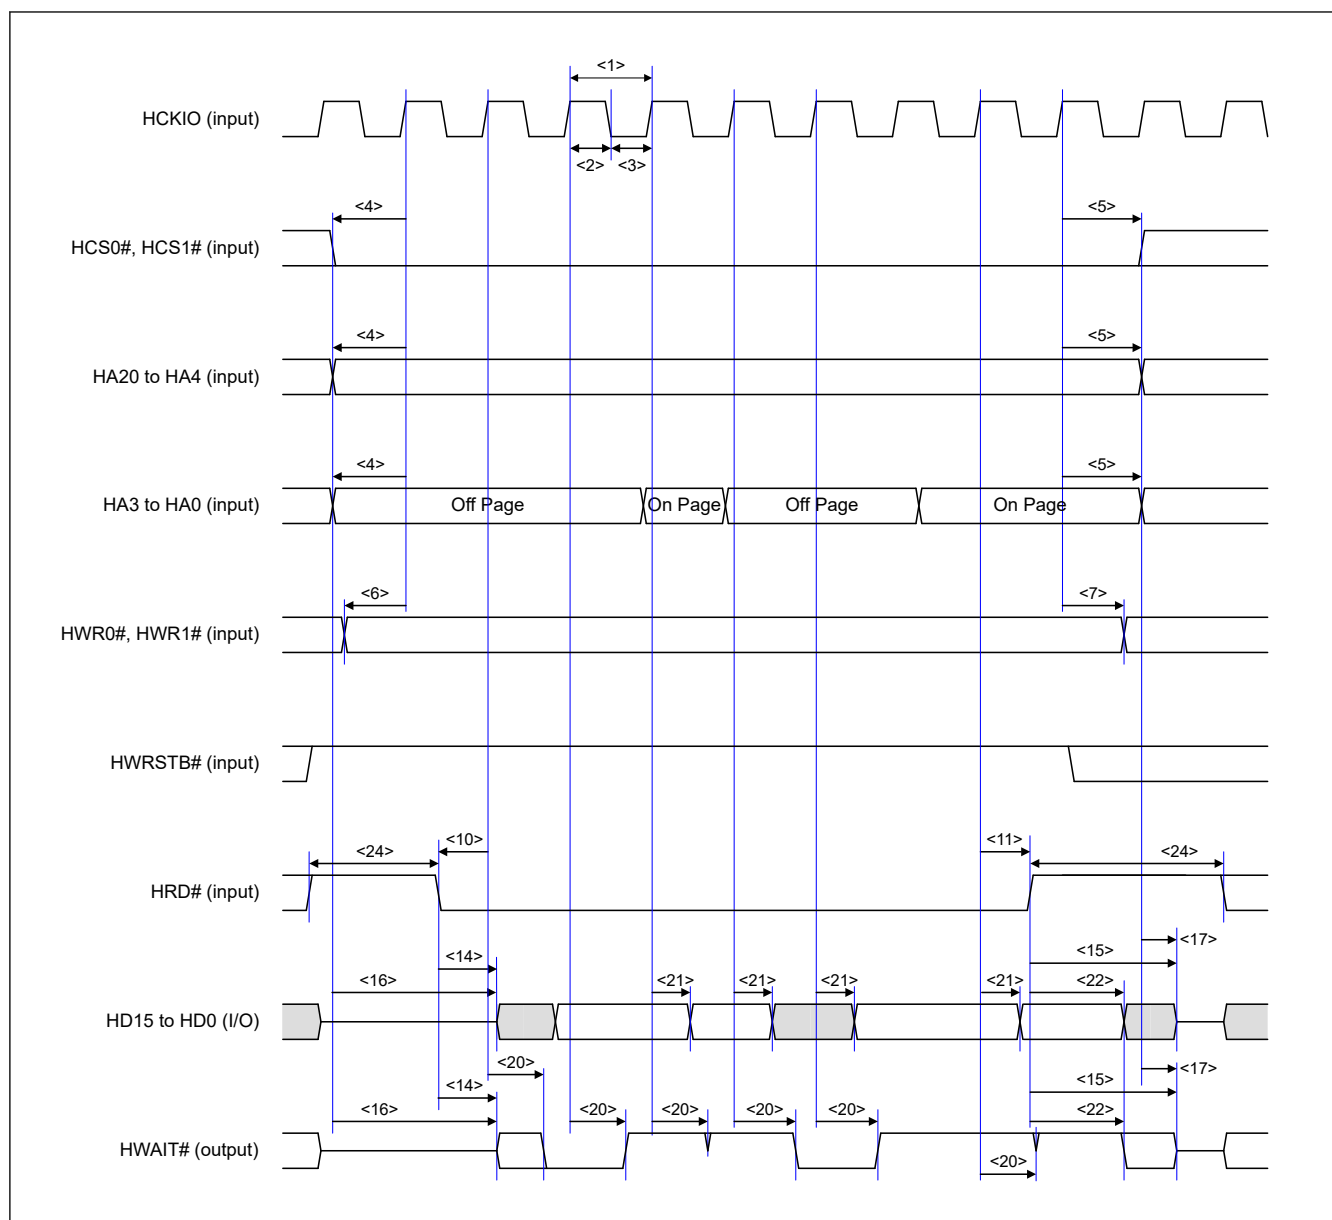 <1>
HCKIO (input)
<2> <3>
<4> <5>
HCS0#, HCS1# (input)
<4> <5>
HA20 to HA4 (input)
<4> <5>
HA3 to HA0 (input) Off Page On Page Off Page On Page
<6> <7>
HWR0#, HWR1# (input)
HWRSTB# (input)
<10> <11>
<24> <24>
HRD# (input)
<17>
<14> <15>
<16> <21> <21> <21> <21> <22>
HD15 to HD0 (I/O)
<20> <17>
<14> <15>
<16> <20> <20> <20> <20> <22>
HWAIT# (output)
<20>